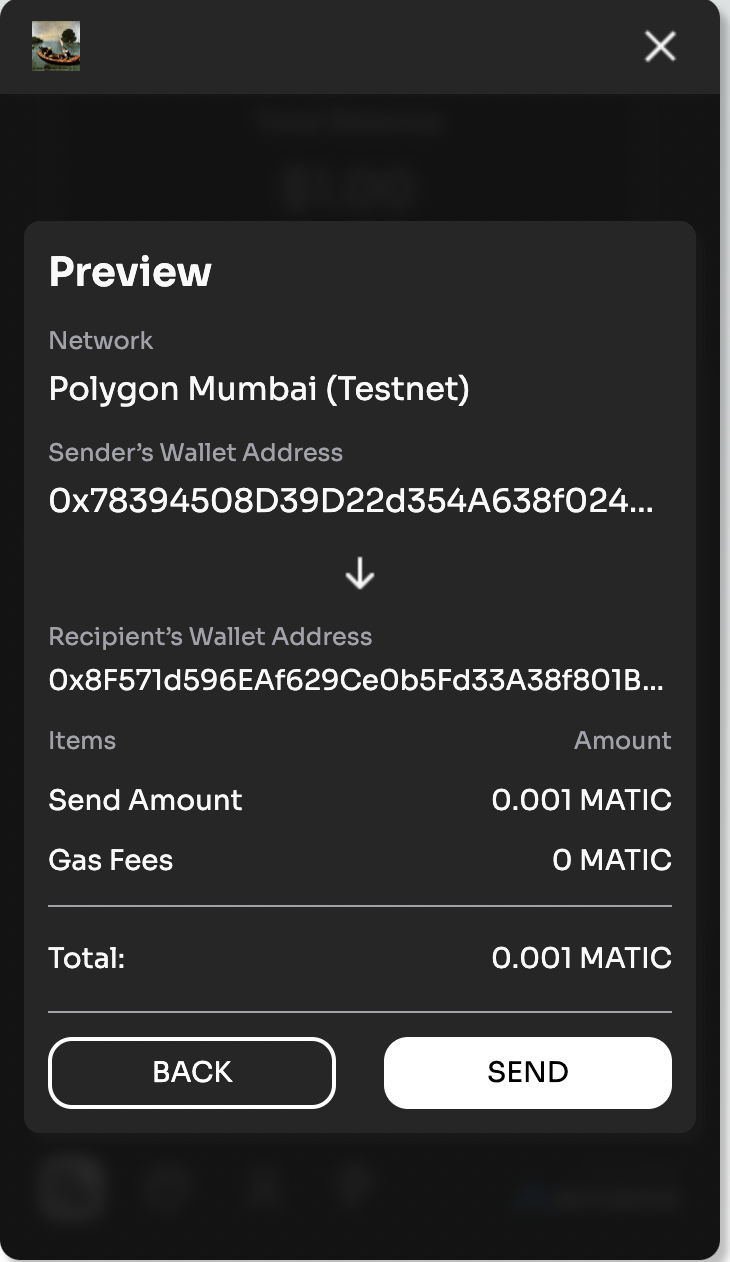 Preview
Network
Polygon Mumbai (Testnet)
Sender’s Wallet Address
0x78394508D39D22d354A638f024...
Recipient’s Wallet Address
0x8F571d596EAf629Ce0b5Fd33A38f801B...
Items Amount
Send Amount 0.001 MATIC
Gas Fees 0 MATIC
Total: 0.001 MATIC
BACK SEND